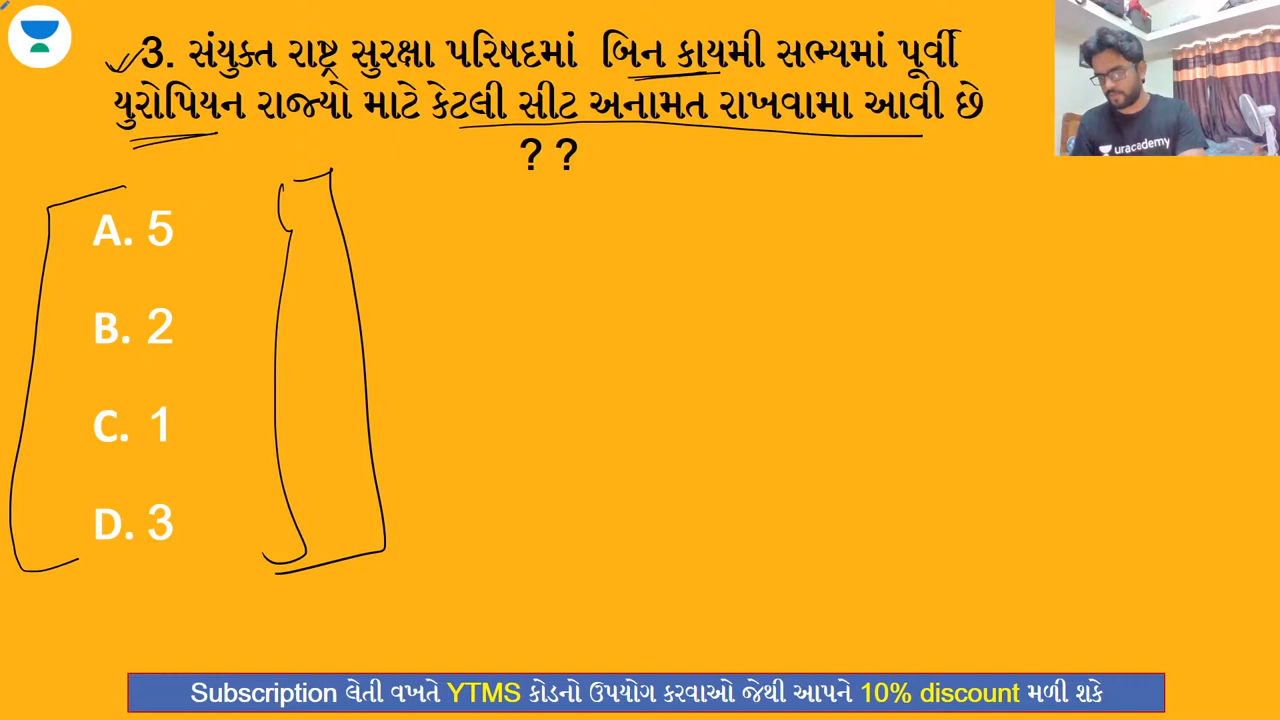 3. સંયુક્ત રાષ્ટ્ર સુરક્ષા પરિષદમાં બિન કાયમી સભ્યમાં પૂર્વી
યુરોપિયન રાજ્યો માટે કેટલી સીટ અનામત રાખવામા આવી છે
? ?
A. 5
B. 2
C. 1
D. 3
uracademy
Subscription લેતી વખતે YTMS કોડનો ઉપયોગ કરવાઓ જેથી આપને 10% discount મળી શકે